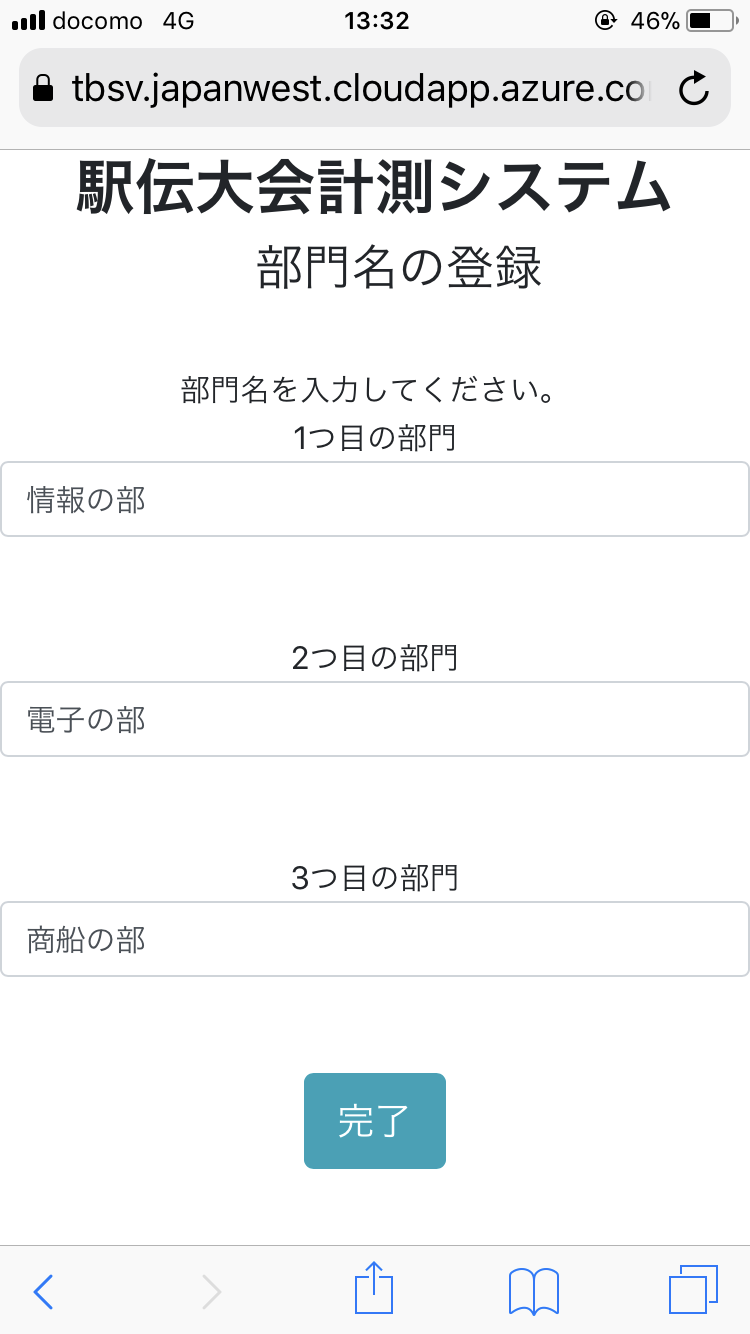 docomo 4G 13:32 46%
tbsv.japanwest.cloudapp.azure.co
駅伝大会計測システム
部門名の登録
部門名を入力してください。
1つ目の部門
情報の部
2つ目の部門
電子の部
3つ目の部門
商船の部
完了